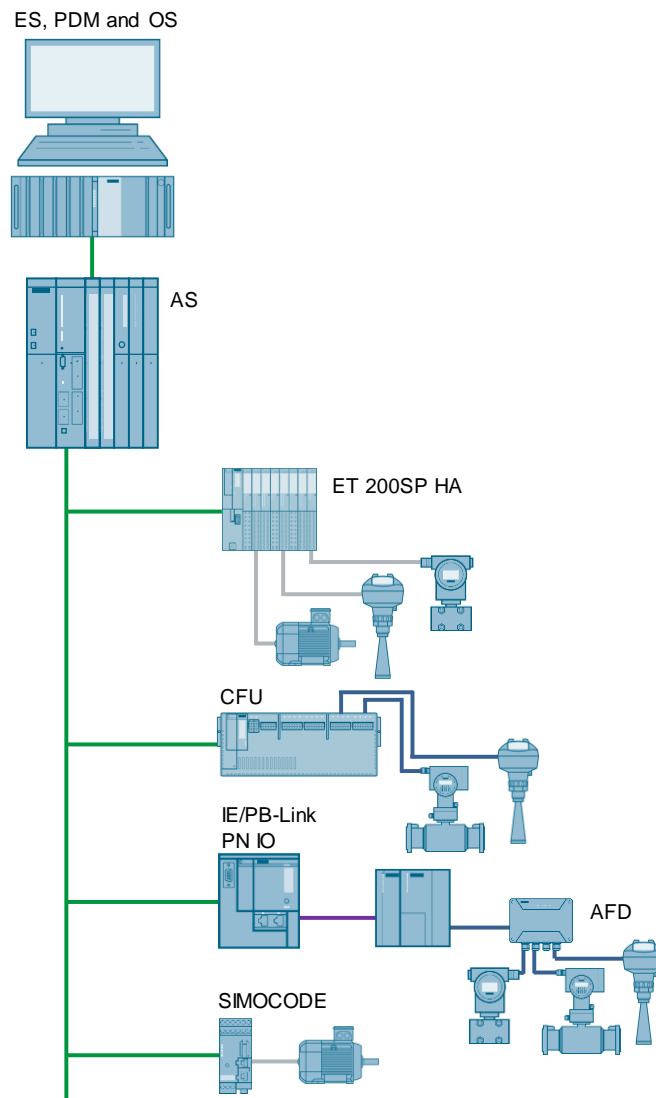 ES, PDM and OS
AS
ET 200SP HA
CFU
IE/PB-Link
PN IO
AFD
SIMOCODE